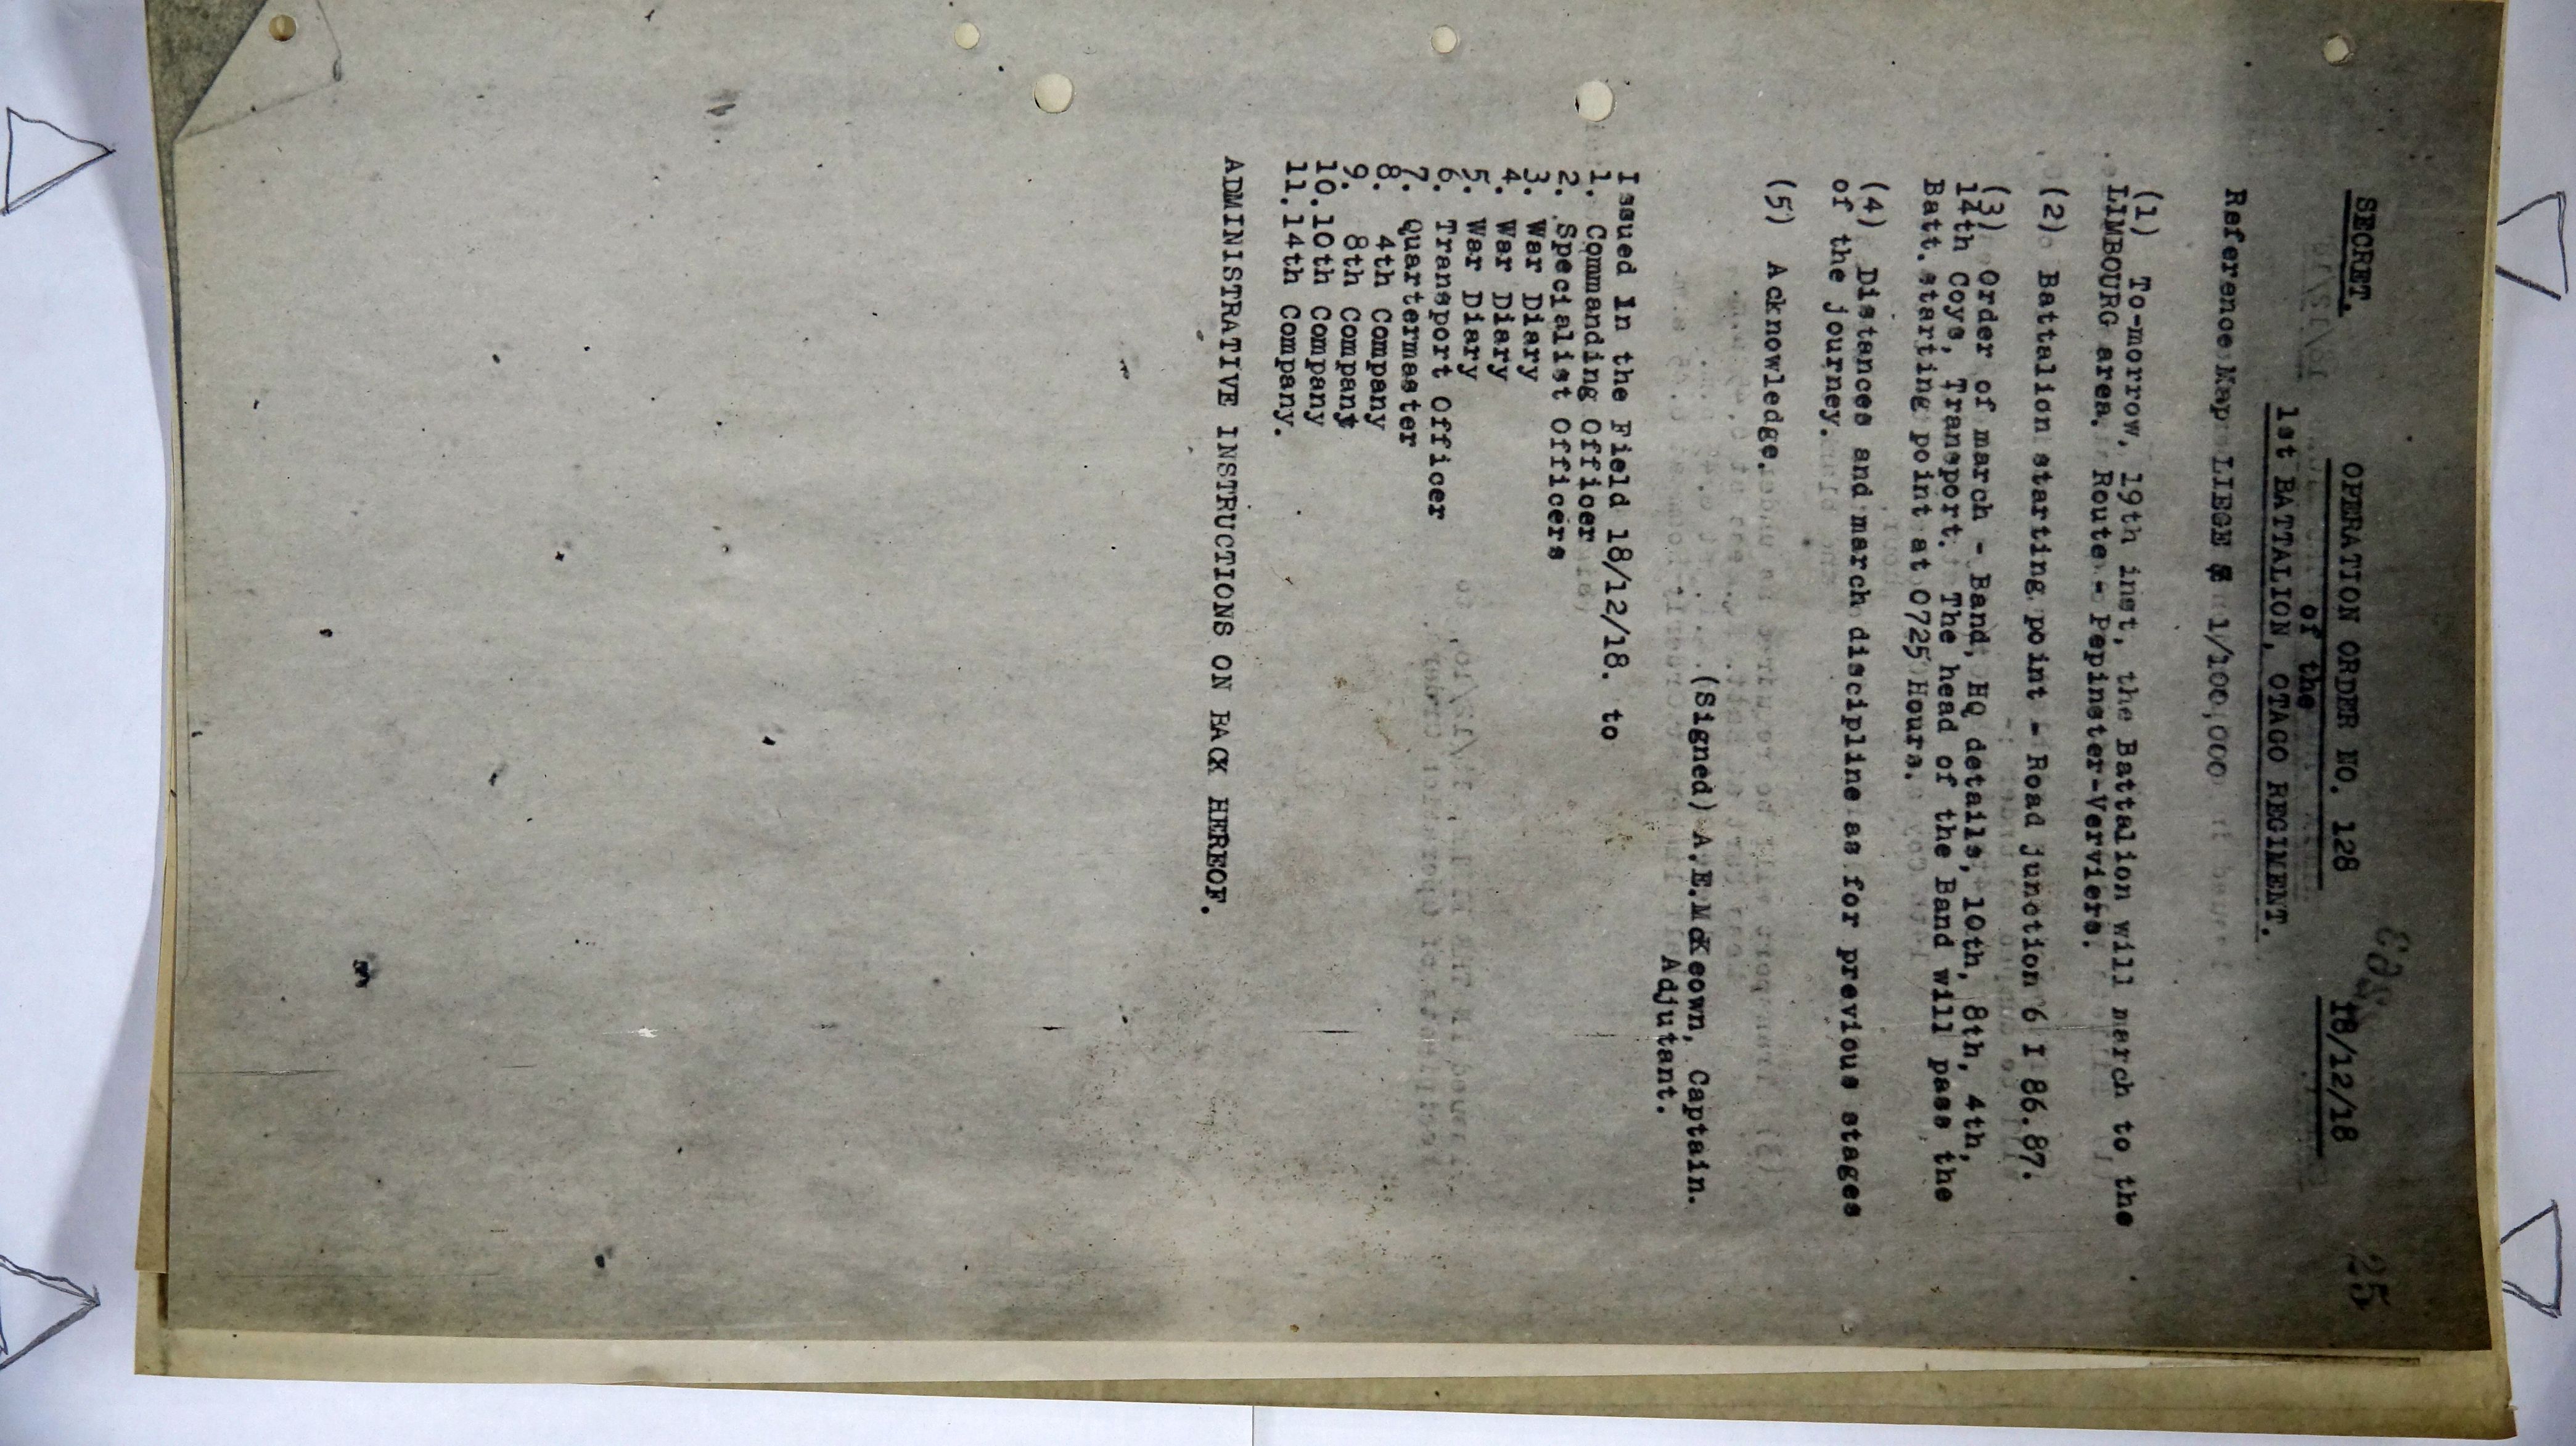 25
SECRET. OPERATION ORDER NO. 128 18/12/18
of the
1st BATTALION, OTAGO REGIMENT.
Reference Map LIEGE 1/100,000
(1) To-morrow, 19th inst, the Battalion will march to the
LIMBOURG area. Route - Pepinster-Verviers.
(2) Battalion starting point - Road junction 6 I 86.87.
(3) Order of march - Band, HQ details, 10th, 8th, 4th,
14th Coys, Transport. The head of the Band will pass the
Batt. starting point at 0725 Hours.
(4) Distances and march discipline as for previous stages
of the journey.
(5) Acknowledge.
(Signed) A.E.McKeown, Captain.
Adjutant.
Issued in the Field 18/12/18. to
1. Commanding Officer
2. Specialist Officers
3. War Diary
4. War Diary
5. War Diary
6. Transport Officer
7. Quartermaster
8. 4th Company
9. 8th Company
10.10th Company
11.14th Company.
ADMINISTRATIVE INSTRUCTIONS ON BACK HEREOF.